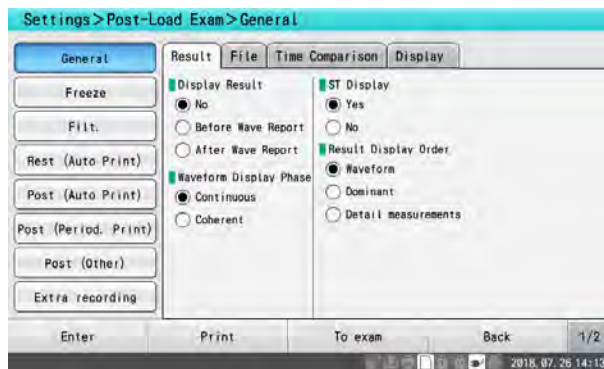 Settings>Post-Load Exam>General
General
Freeze
Filt.
Rest (Auto Print)
Post (Auto Print)
Post (Period. Print)
Post (Other)
Extra recording
Result File Time Comparison Display
Display Result
No
Before Wave Report
After Wave Report
Waveform Display Phase
Continuous
Coherent
ST Display
Yes
No
Result Display Order
Waveform
Dominant
Detail measurements
Enter Print To exam Back 1/2
2018.07.26 14:13